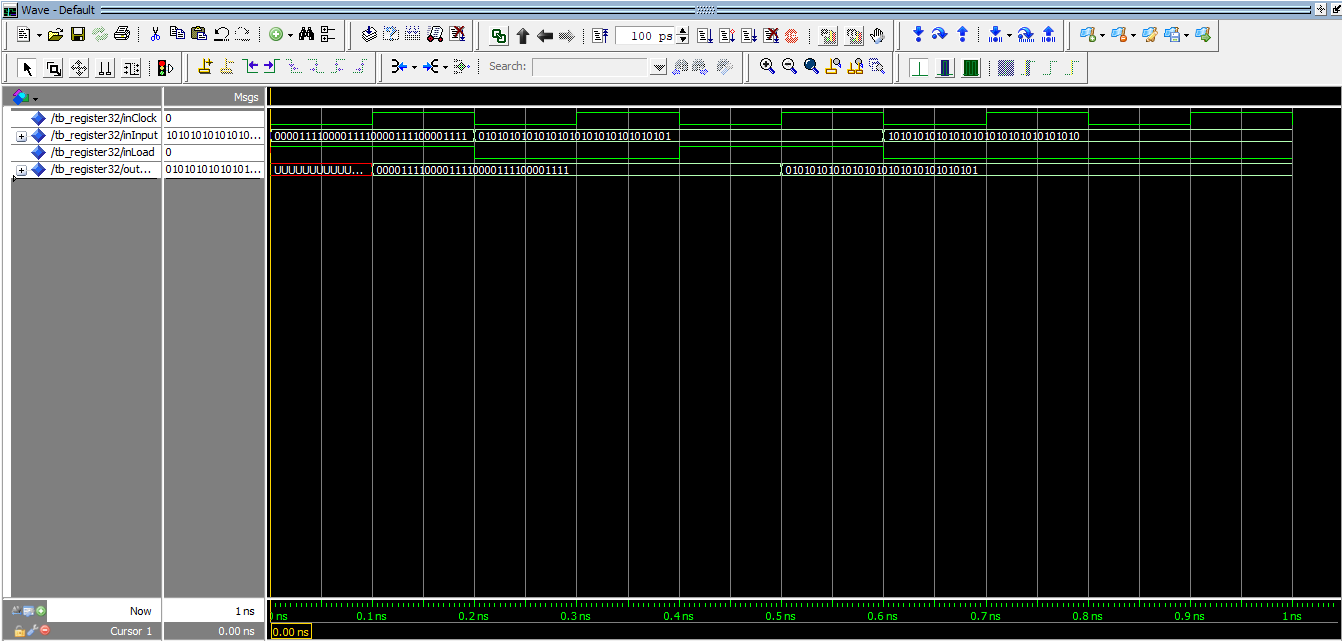 Wave - Default
100 ps
Search:
Msgs
/tb_register32/inClock 0
/tb_register32/inInput 10101010101010... 00001111000011110000111100001111 01010101010101010101010101010101 10101010101010101010101010101010
/tb_register32/inLoad 0
/tb_register32/out... 01010101010101... UUUUUUUUUUU... 00001111000011110000111100001111 01010101010101010101010101010101
Now 1 ns ns 0.1 ns 0.2 ns 0.3 ns 0.4 ns 0.5 ns 0.6 ns 0.7 ns 0.8 ns 0.9 ns 1 ns
Cursor 1 0.00 ns 0.00 ns